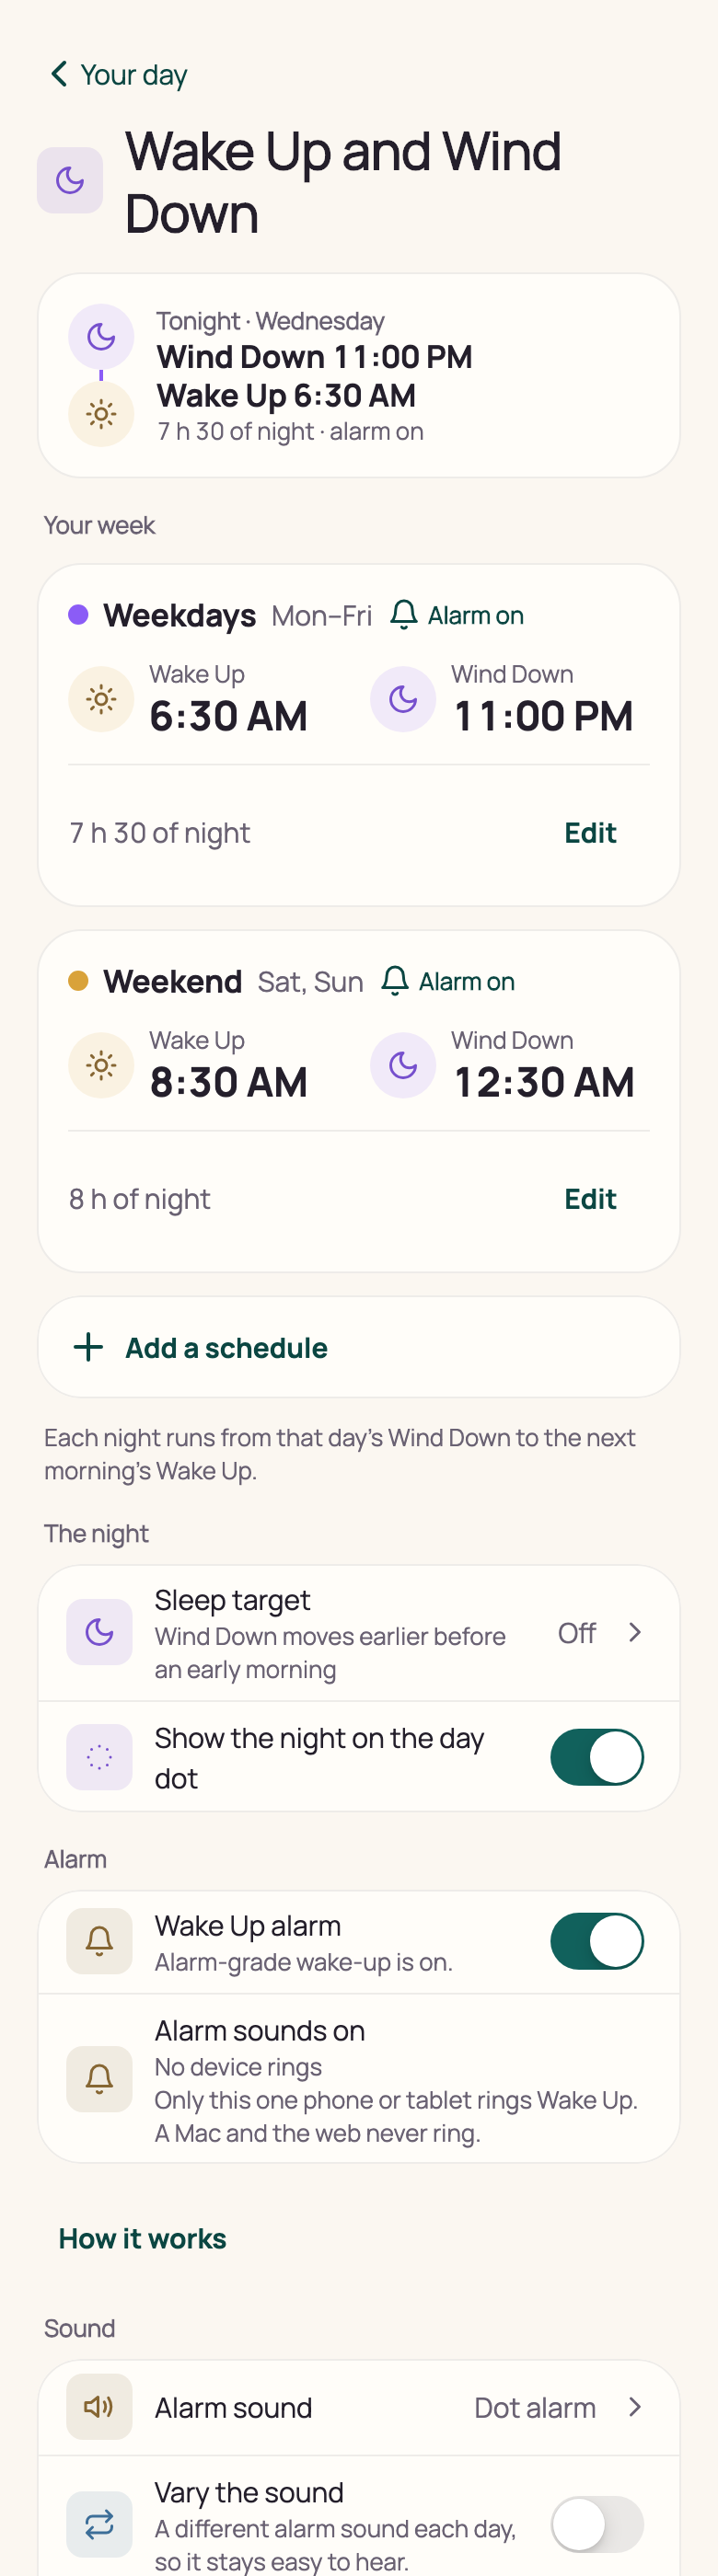 Your day
Wake Up and Wind
Down
Tonight · Wednesday
Wind Down 11:00 PM
Wake Up 6:30 AM
7 h 30 of night · alarm on
Your week
Weekdays Mon–Fri Alarm on
Wake Up Wind Down
6:30 AM 11:00 PM
7 h 30 of night Edit
Weekend Sat, Sun Alarm on
Wake Up Wind Down
8:30 AM 12:30 AM
8 h of night Edit
Add a schedule
Each night runs from that day's Wind Down to the next
morning's Wake Up.
The night
Sleep target
Wind Down moves earlier before
an early morning
Off
Show the night on the day
dot
Alarm
Wake Up alarm
Alarm-grade wake-up is on.
Alarm sounds on
No device rings
Only this one phone or tablet rings Wake Up.
A Mac and the web never ring.
How it works
Sound
Alarm sound Dot alarm
Vary the sound
A different alarm sound each day,
so it stays easy to hear.